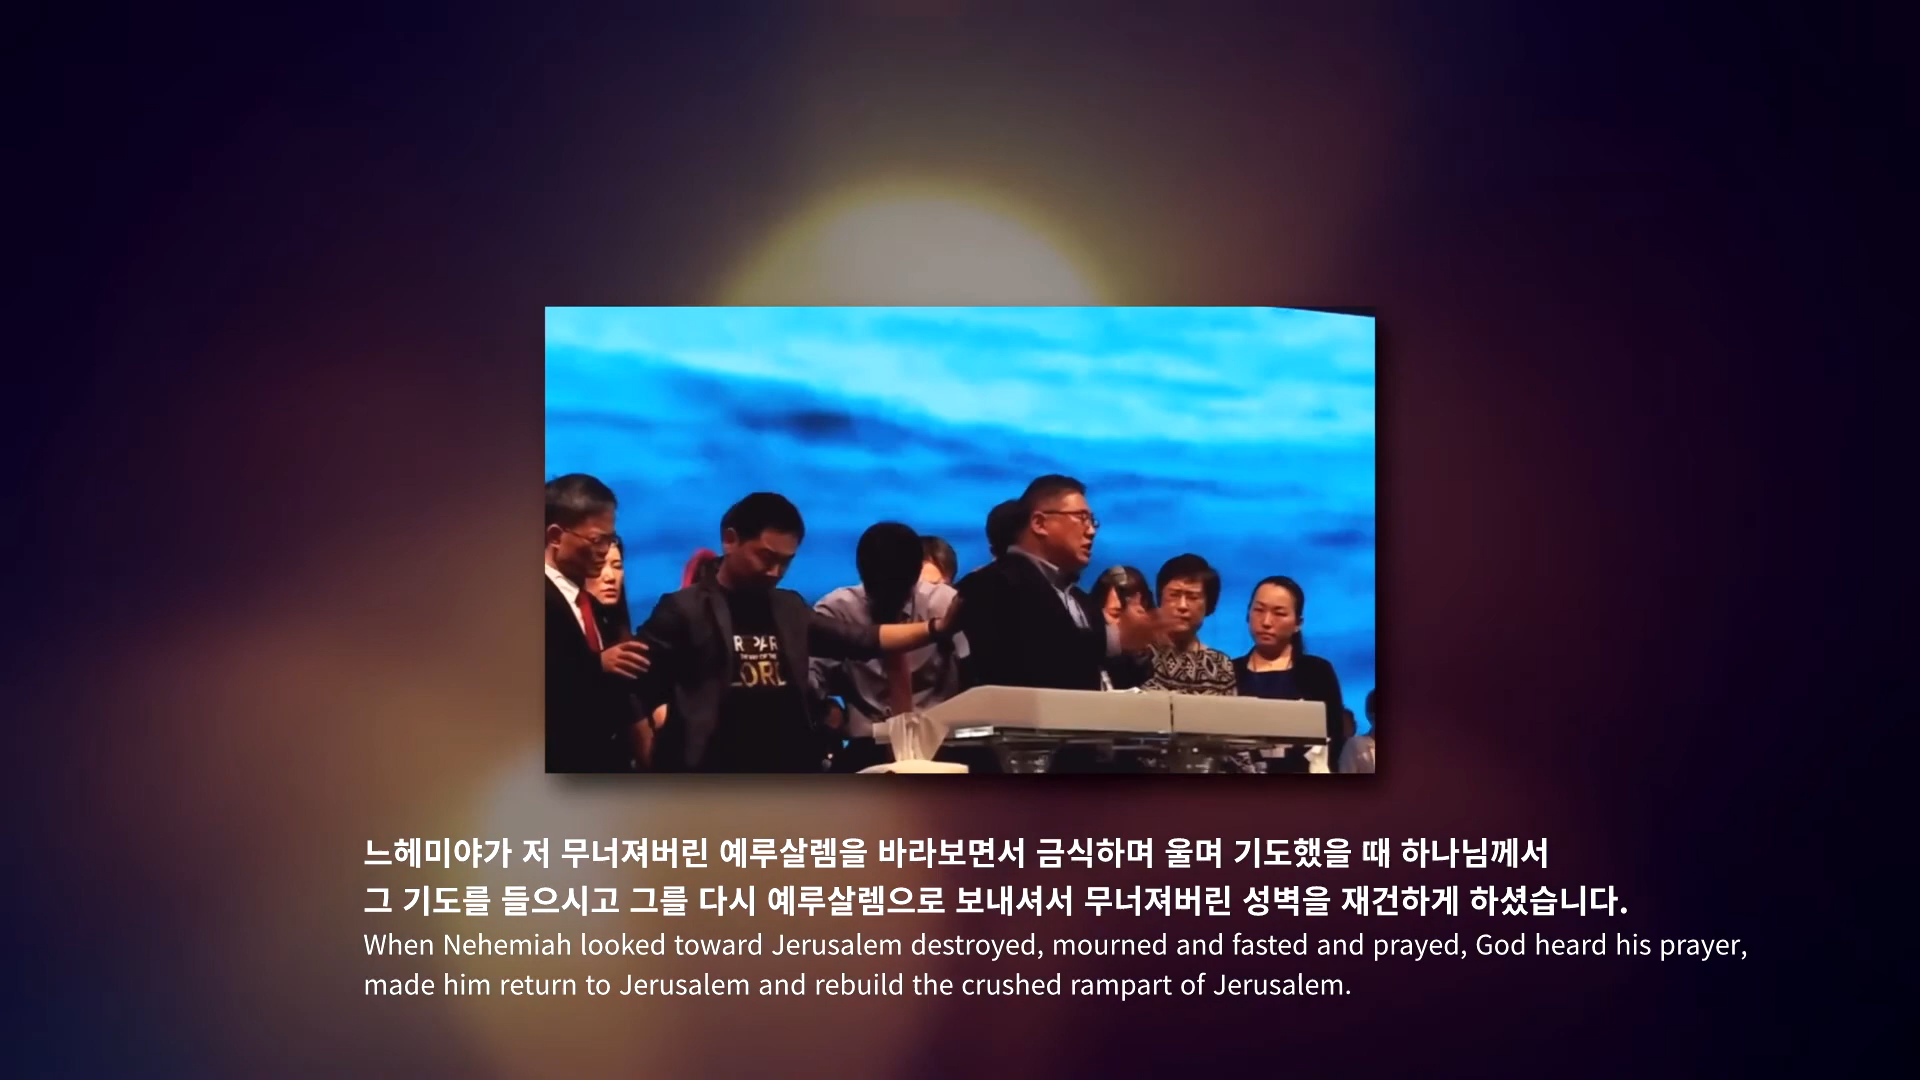 LORD
느헤미야가 저 무너져버린 예루살렘을 바라보면서 금식하며 울며 기도했을 때 하나님께서
그 기도를 들으시고 그를 다시 예루살렘으로 보내셔서 무너져버린 성벽을 재건하게 하셨습니다.
When Nehemiah looked toward Jerusalem destroyed, mourned and fasted and prayed, God heard his prayer,
made him return to Jerusalem and rebuild the crushed rampart of Jerusalem.